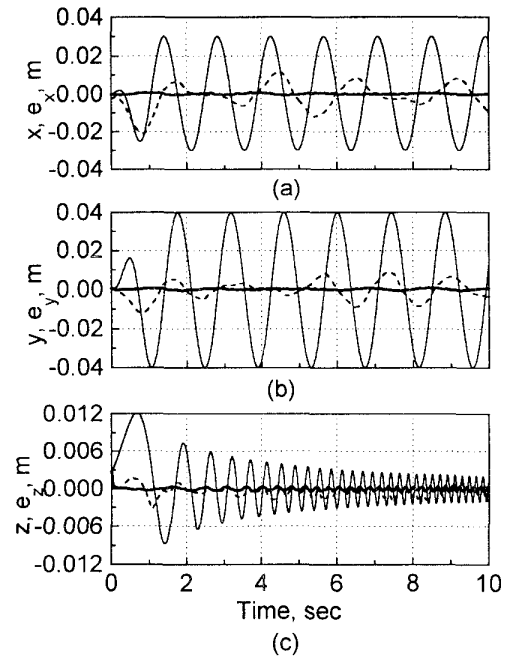 0.04
0.02
0.00
-0.02
-0.04
x, e_x, m
(a)
0.04
0.02
0.00
-0.02
-0.04
y, e_y, m
(b)
0.012
0.006
0.000
-0.006
-0.012
z, e_z, m
0 2 4 6 8 10
Time, sec
(c)